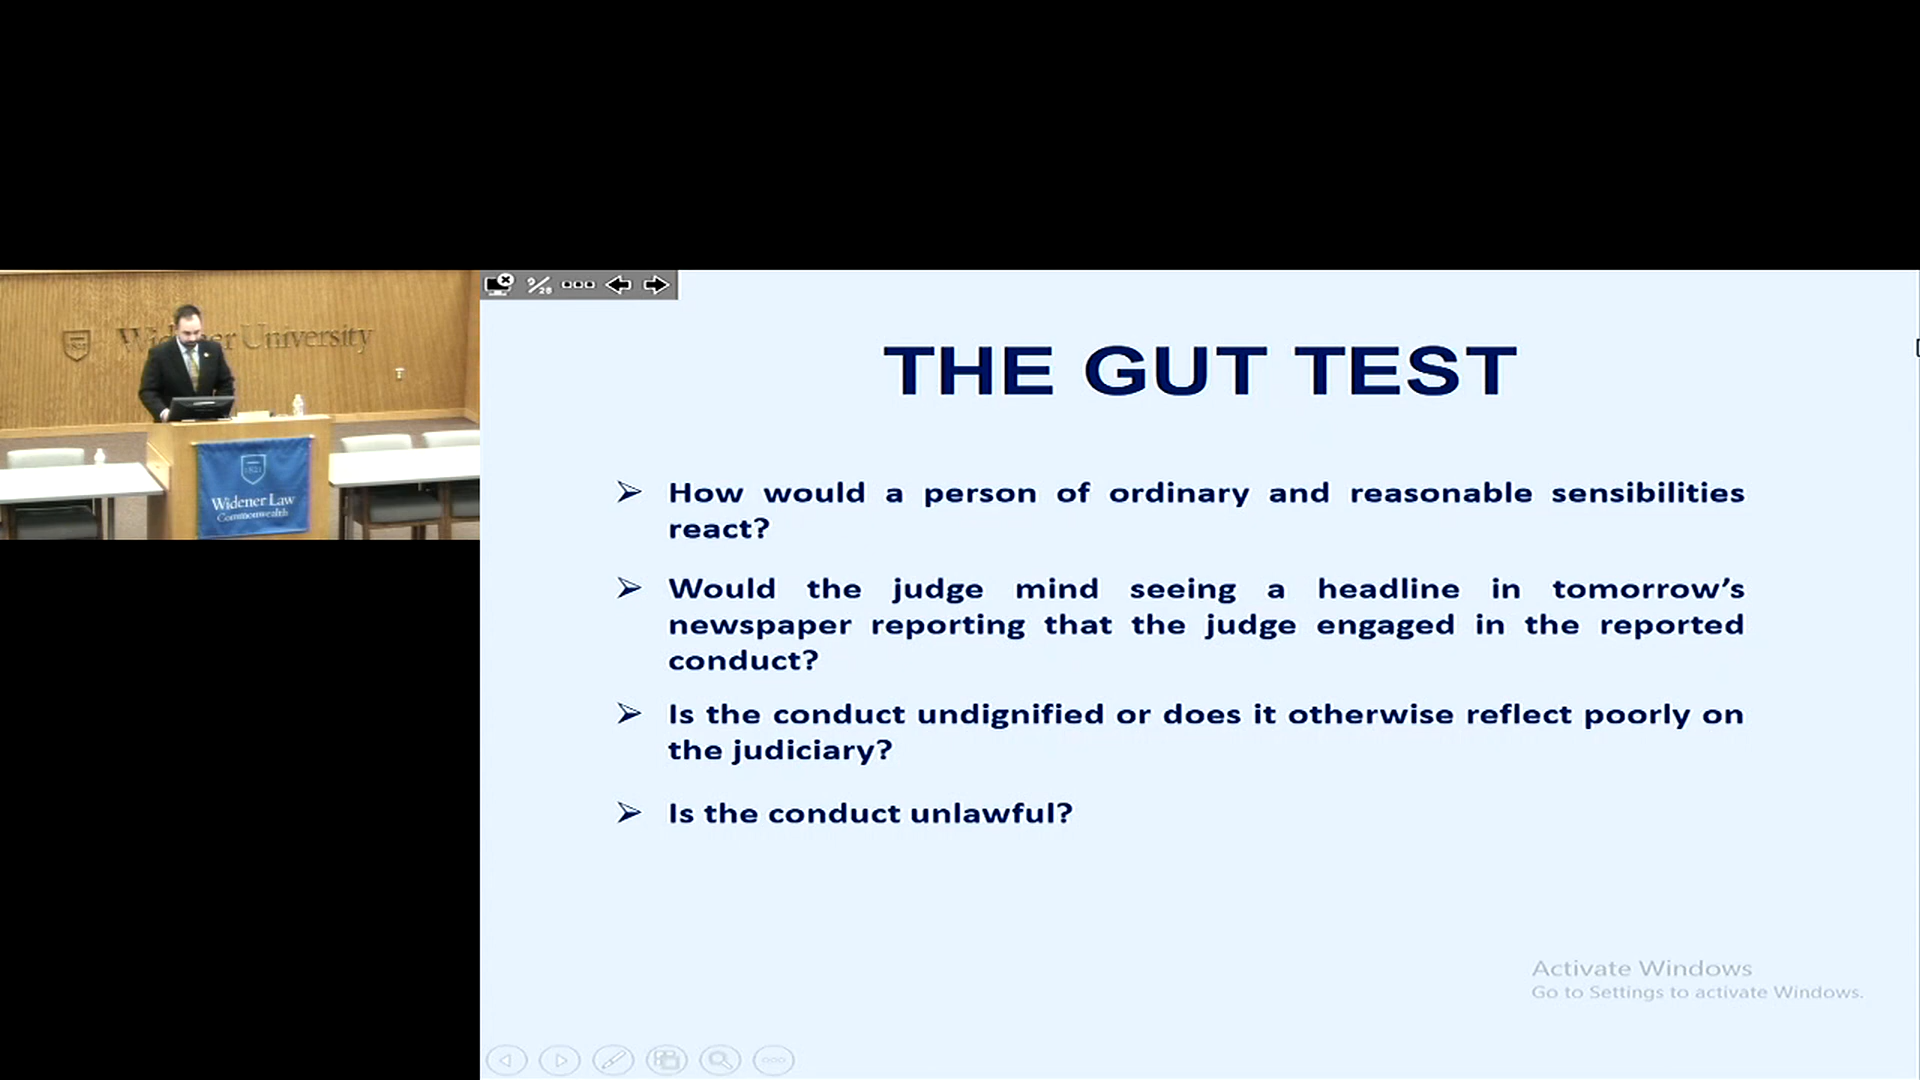 Widener University
1821
Widener Law
Commonwealth
9/28
THE GUT TEST
How would a person of ordinary and reasonable sensibilities
react?
Would the judge mind seeing a headline in tomorrow’s
newspaper reporting that the judge engaged in the reported
conduct?
Is the conduct undignified or does it otherwise reflect poorly on
the judiciary?
Is the conduct unlawful?
Activate Windows
Go to Settings to activate Windows.